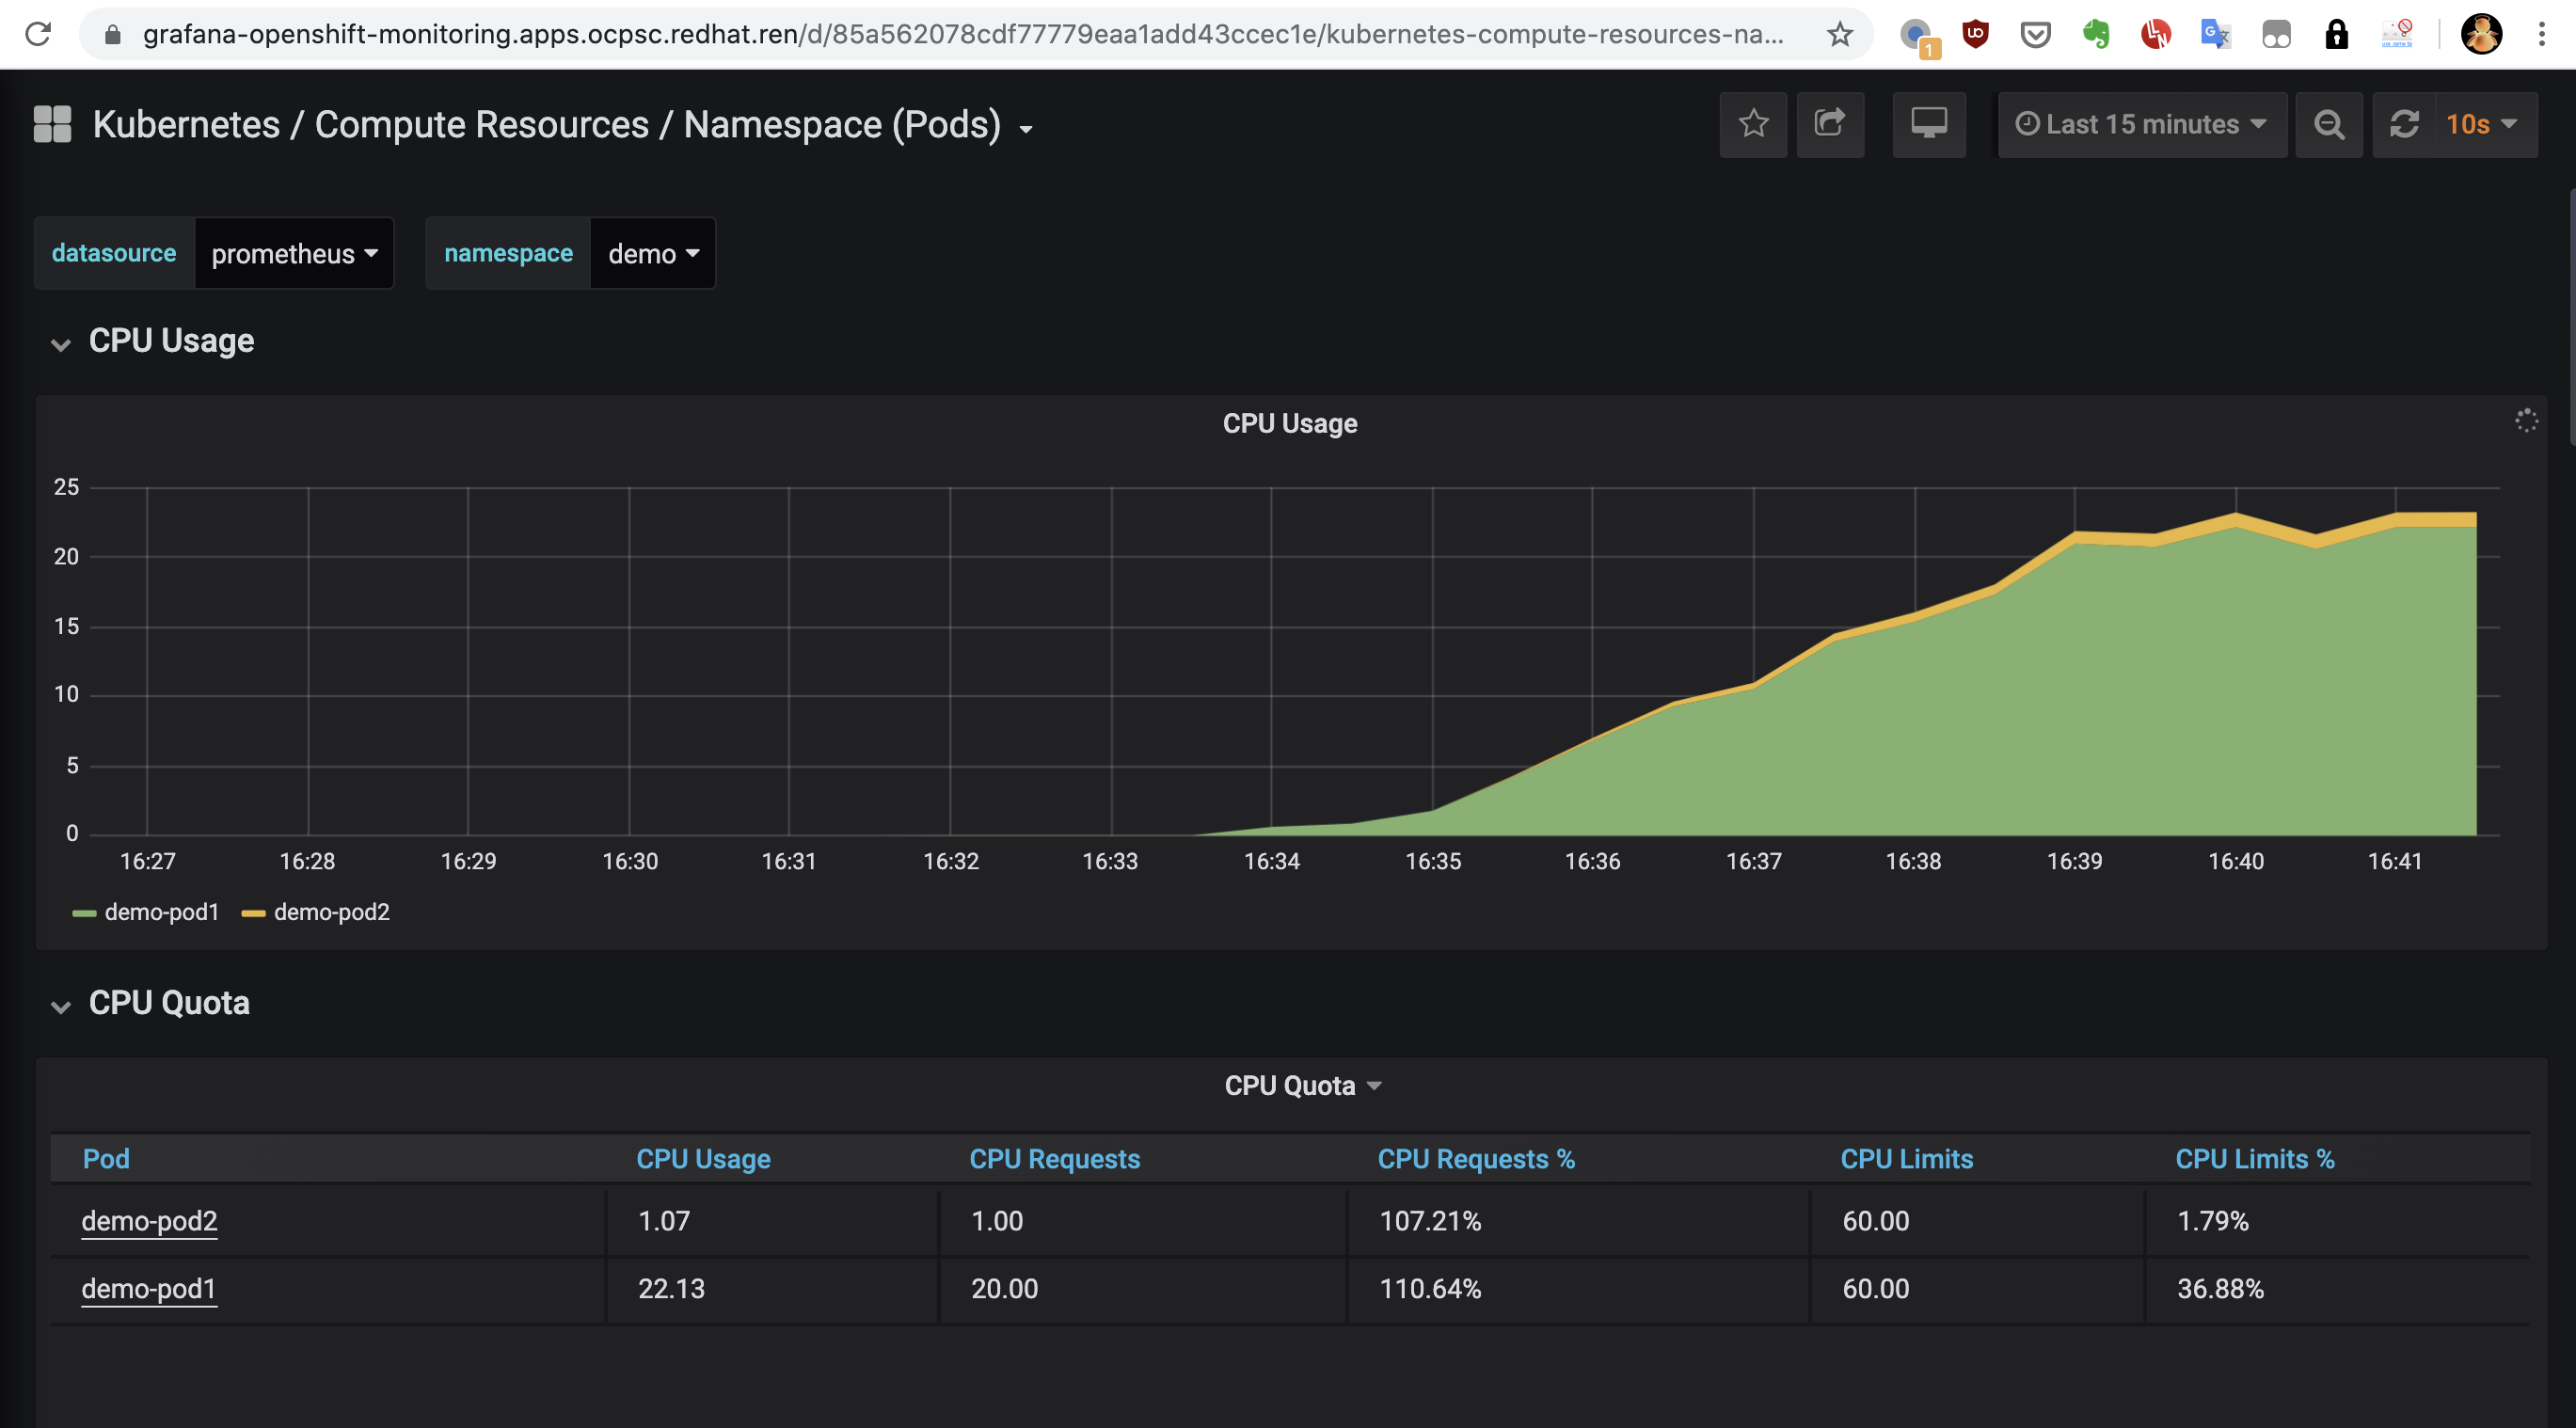 grafana-openshift-monitoring.apps.ocpsc.redhat.ren/d/85a562078cdf77779eaa1add43ccec1e/kubernetes-compute-resources-na...
1
Kubernetes / Compute Resources / Namespace (Pods)
Last 15 minutes
10s
datasource prometheus namespace demo
CPU Usage
CPU Usage
25
20
15
10
5
0
16:27 16:28 16:29 16:30 16:31 16:32 16:33 16:34 16:35 16:36 16:37 16:38 16:39 16:40 16:41
demo-pod1 demo-pod2
CPU Quota
CPU Quota
Pod CPU Usage CPU Requests CPU Requests % CPU Limits CPU Limits %
demo-pod2 1.07 1.00 107.21% 60.00 1.79%
demo-pod1 22.13 20.00 110.64% 60.00 36.88%